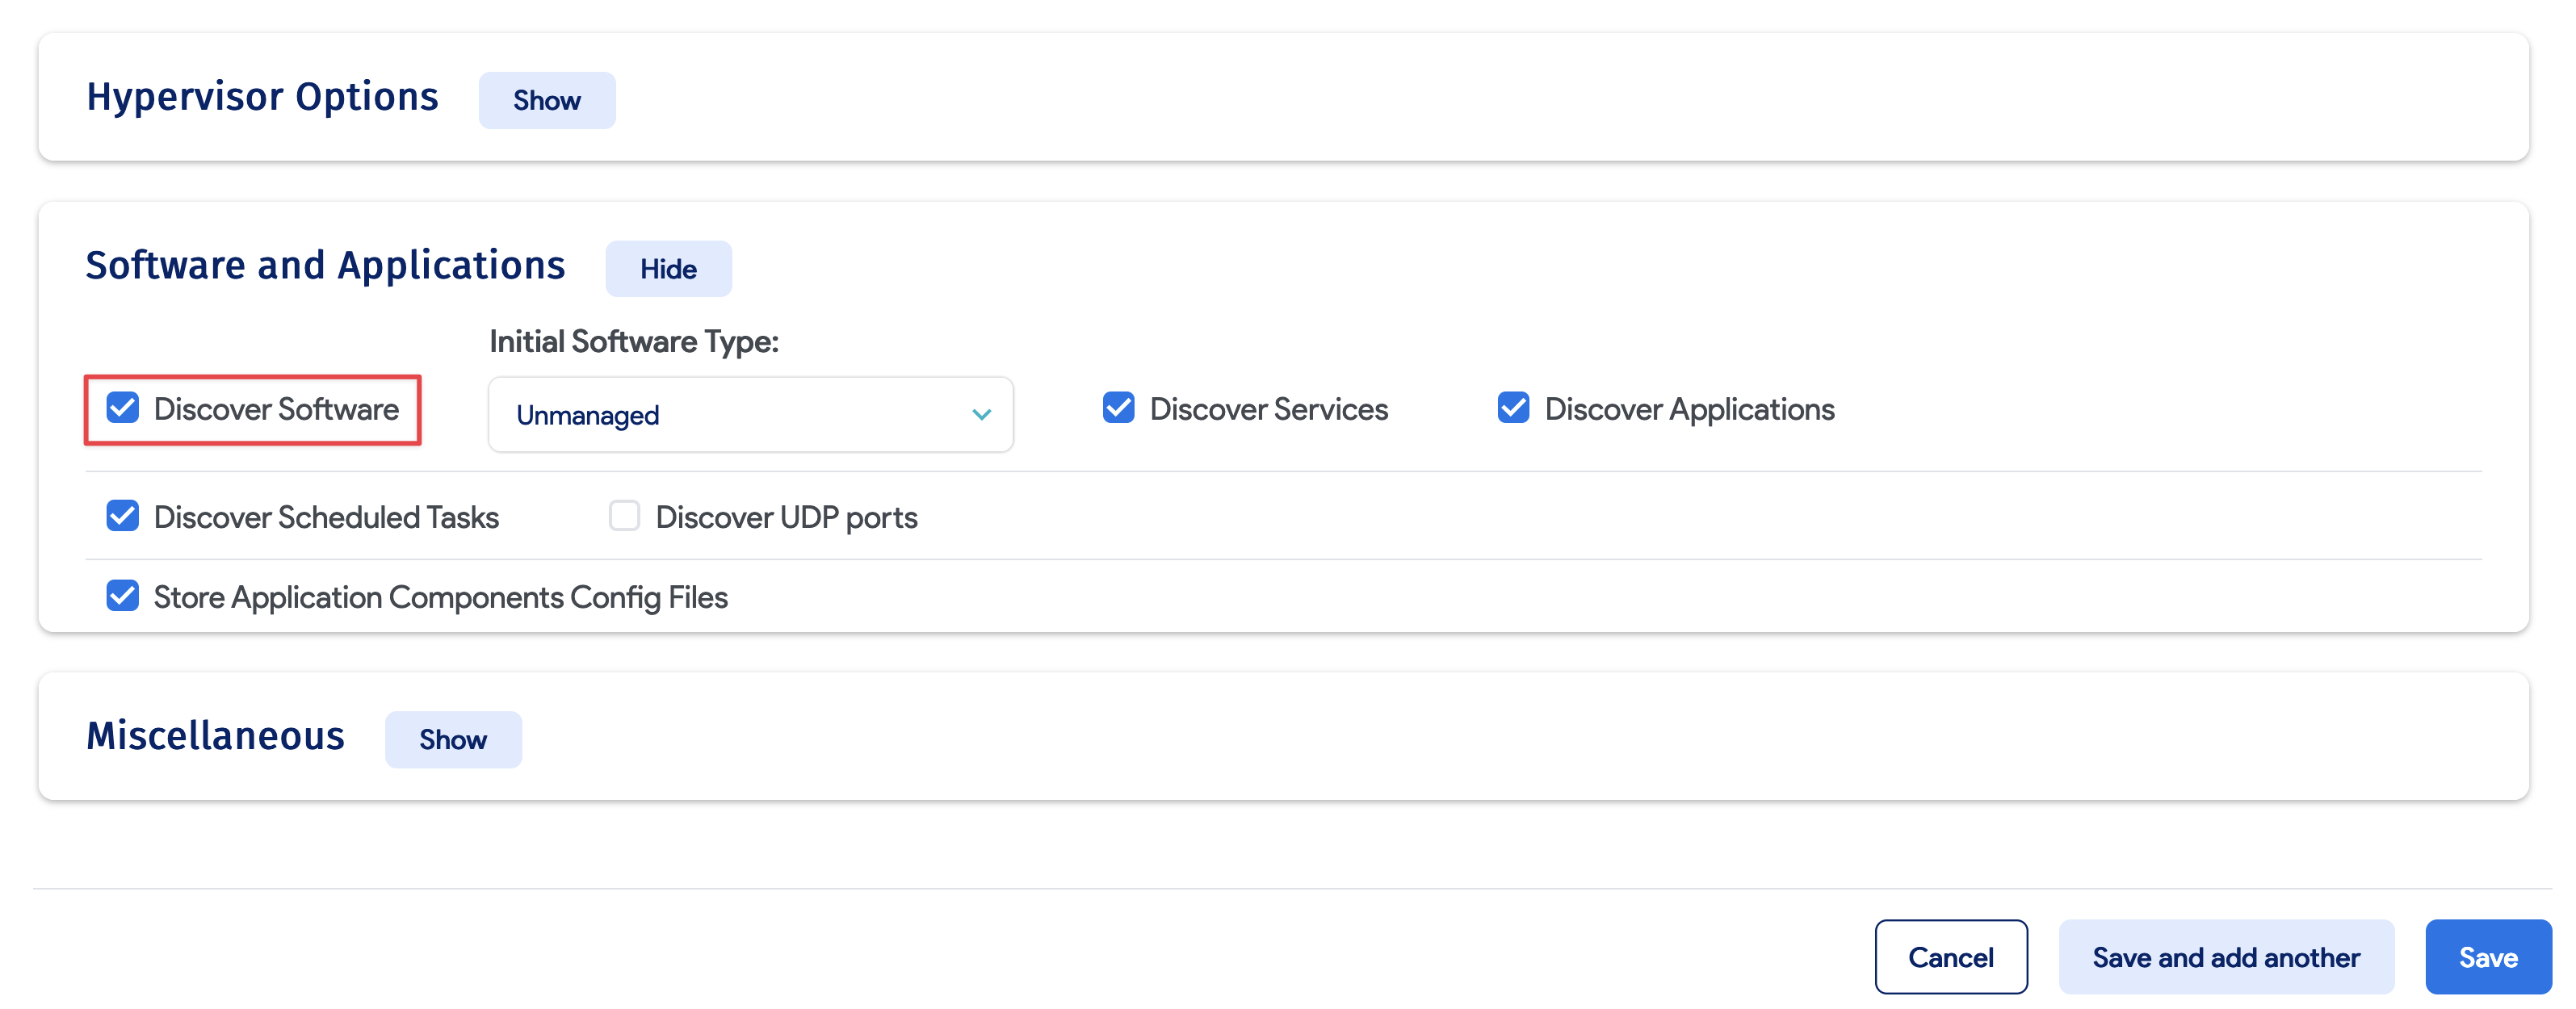 Hypervisor Options Show
Software and Applications Hide
Initial Software Type:
Discover Software Unmanaged Discover Services Discover Applications
Discover Scheduled Tasks Discover UDP ports
Store Application Components Config Files
Miscellaneous Show
Cancel Save and add another Save